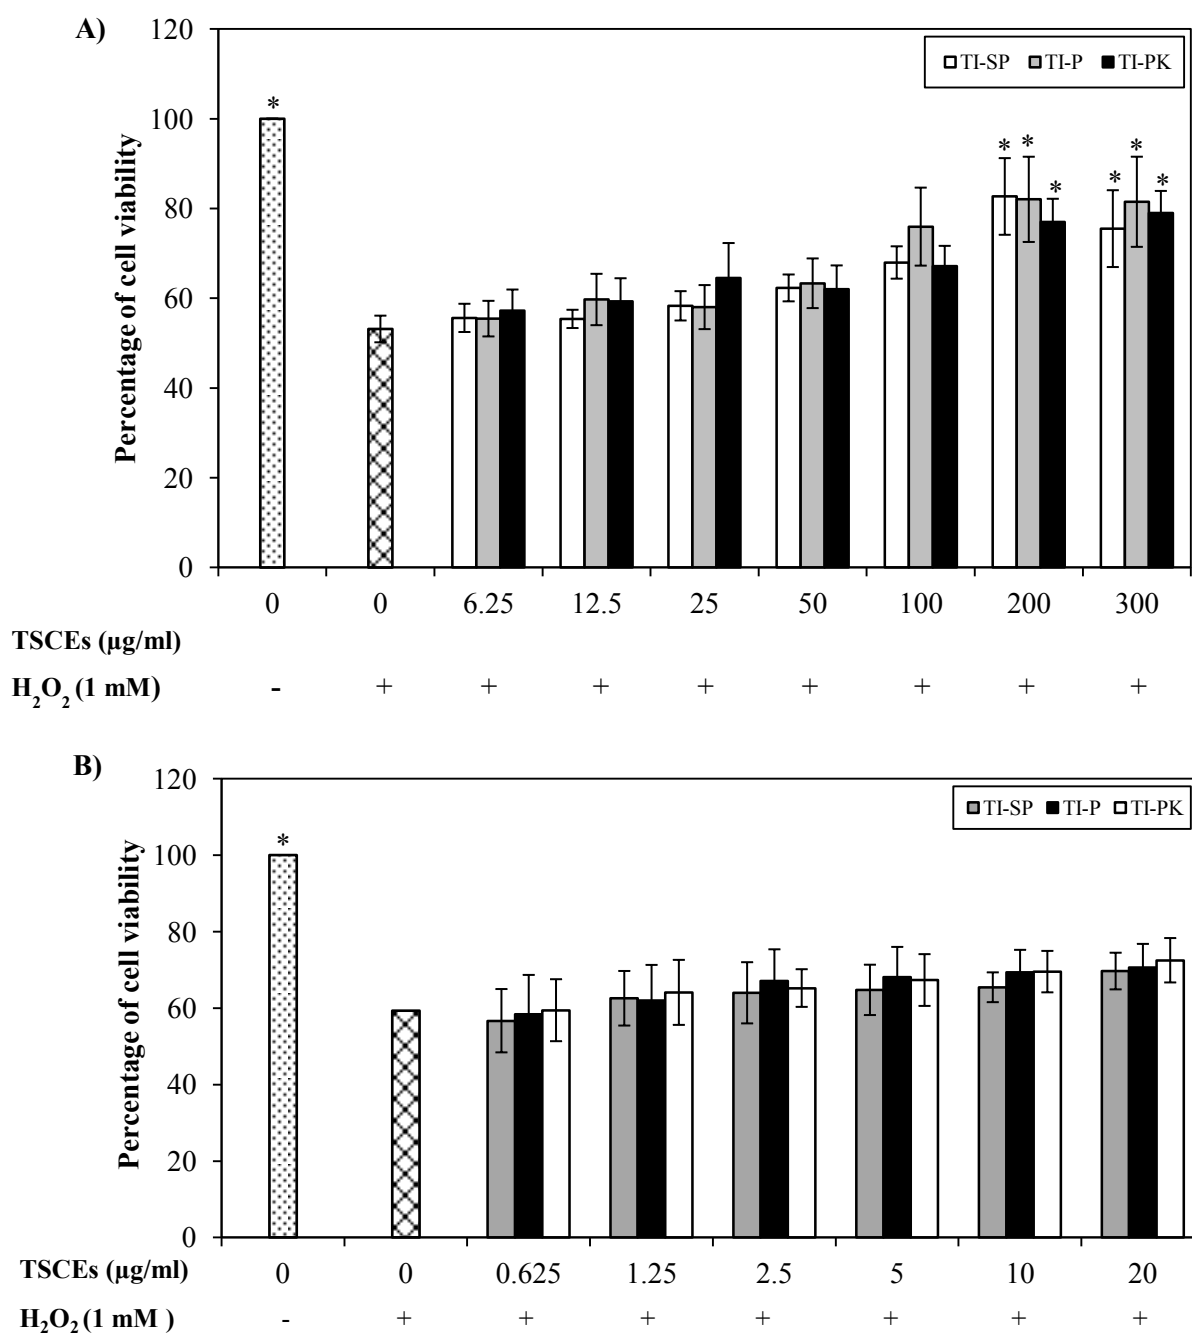 A)
120
TI-SP TI-P TI-PK
*
100
* * * * * *
80
60
40
20
0
Percentage of cell viability
0 0 6.25 12.5 25 50 100 200 300
TSCEs (µg/ml)
H₂O₂ (1 mM) - + + + + + + + +
B)
120
TI-SP TI-P TI-PK
*
100
80
60
40
20
0
Percentage of cell viability
TSCEs (µg/ml) 0 0 0.625 1.25 2.5 5 10 20
H₂O₂ (1 mM ) - + + + + + + +